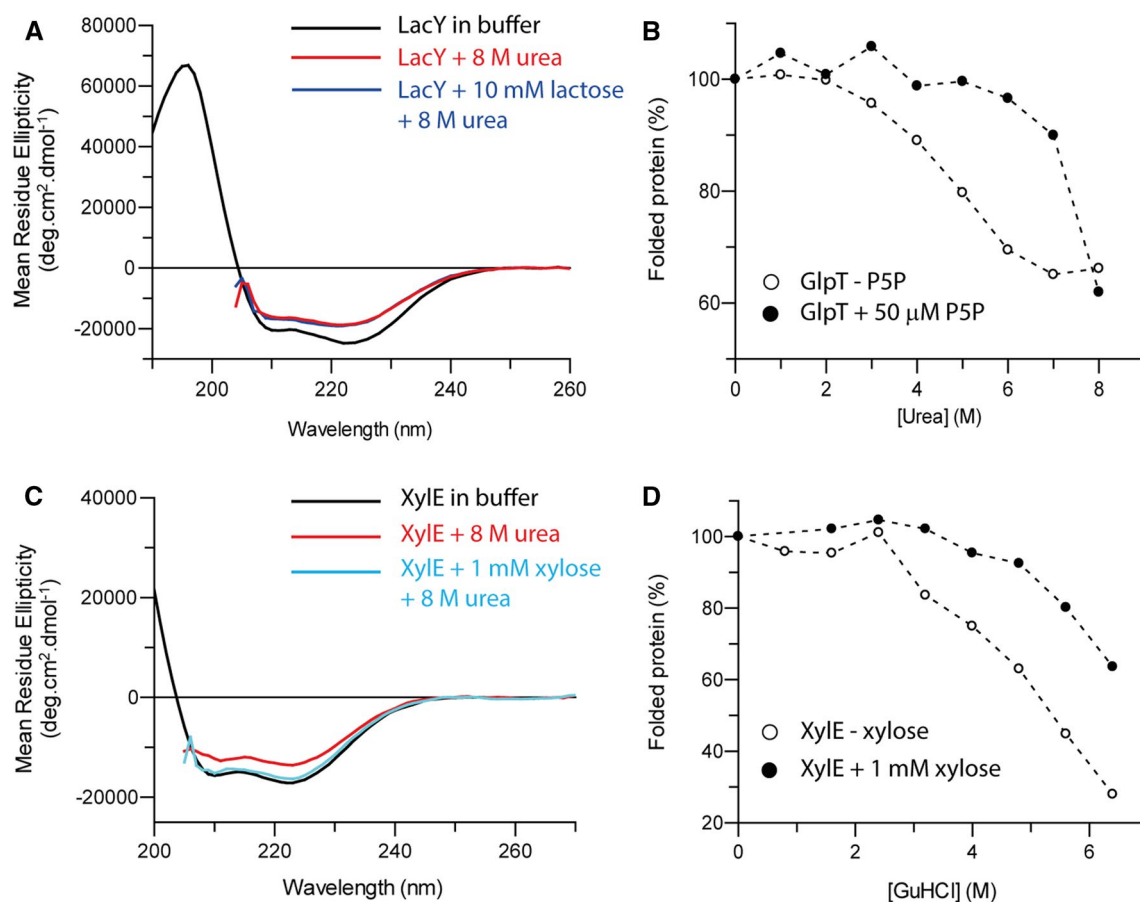 A
80000
60000
40000
20000
0
-20000
Mean Residue Ellipticity
(deg.cm².dmol⁻¹)
LacY in buffer
LacY + 8 M urea
LacY + 10 mM lactose
+ 8 M urea
200
220
240
260
Wavelength (nm)
B
100
80
60
Folded protein (%)
GlpT - P5P
GlpT + 50 μM P5P
0
2
4
6
8
[Urea] (M)
C
40000
20000
0
-20000
Mean Residue Ellipticity
(deg.cm².dmol⁻¹)
XylE in buffer
XylE + 8 M urea
XylE + 1 mM xylose
+ 8 M urea
200
220
240
260
Wavelength (nm)
D
100
80
60
40
20
Folded protein (%)
XylE - xylose
XylE + 1 mM xylose
0
2
4
6
[GuHCl] (M)